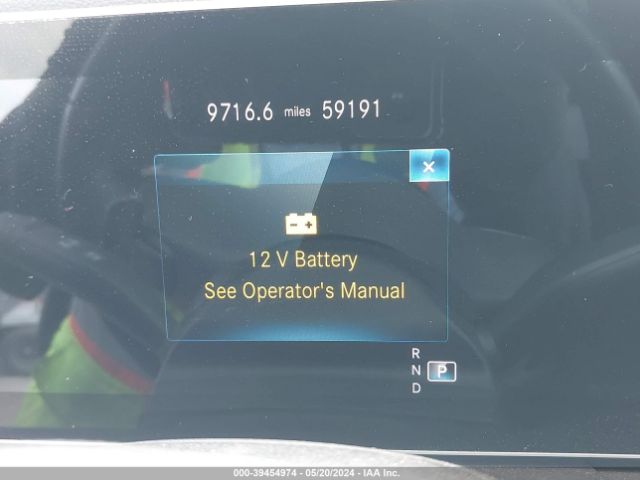 9716.6 miles 59191
×
12 V Battery
See Operator's Manual
R
N P
D
000-39454974 - 05/20/2024 - IAA Inc.